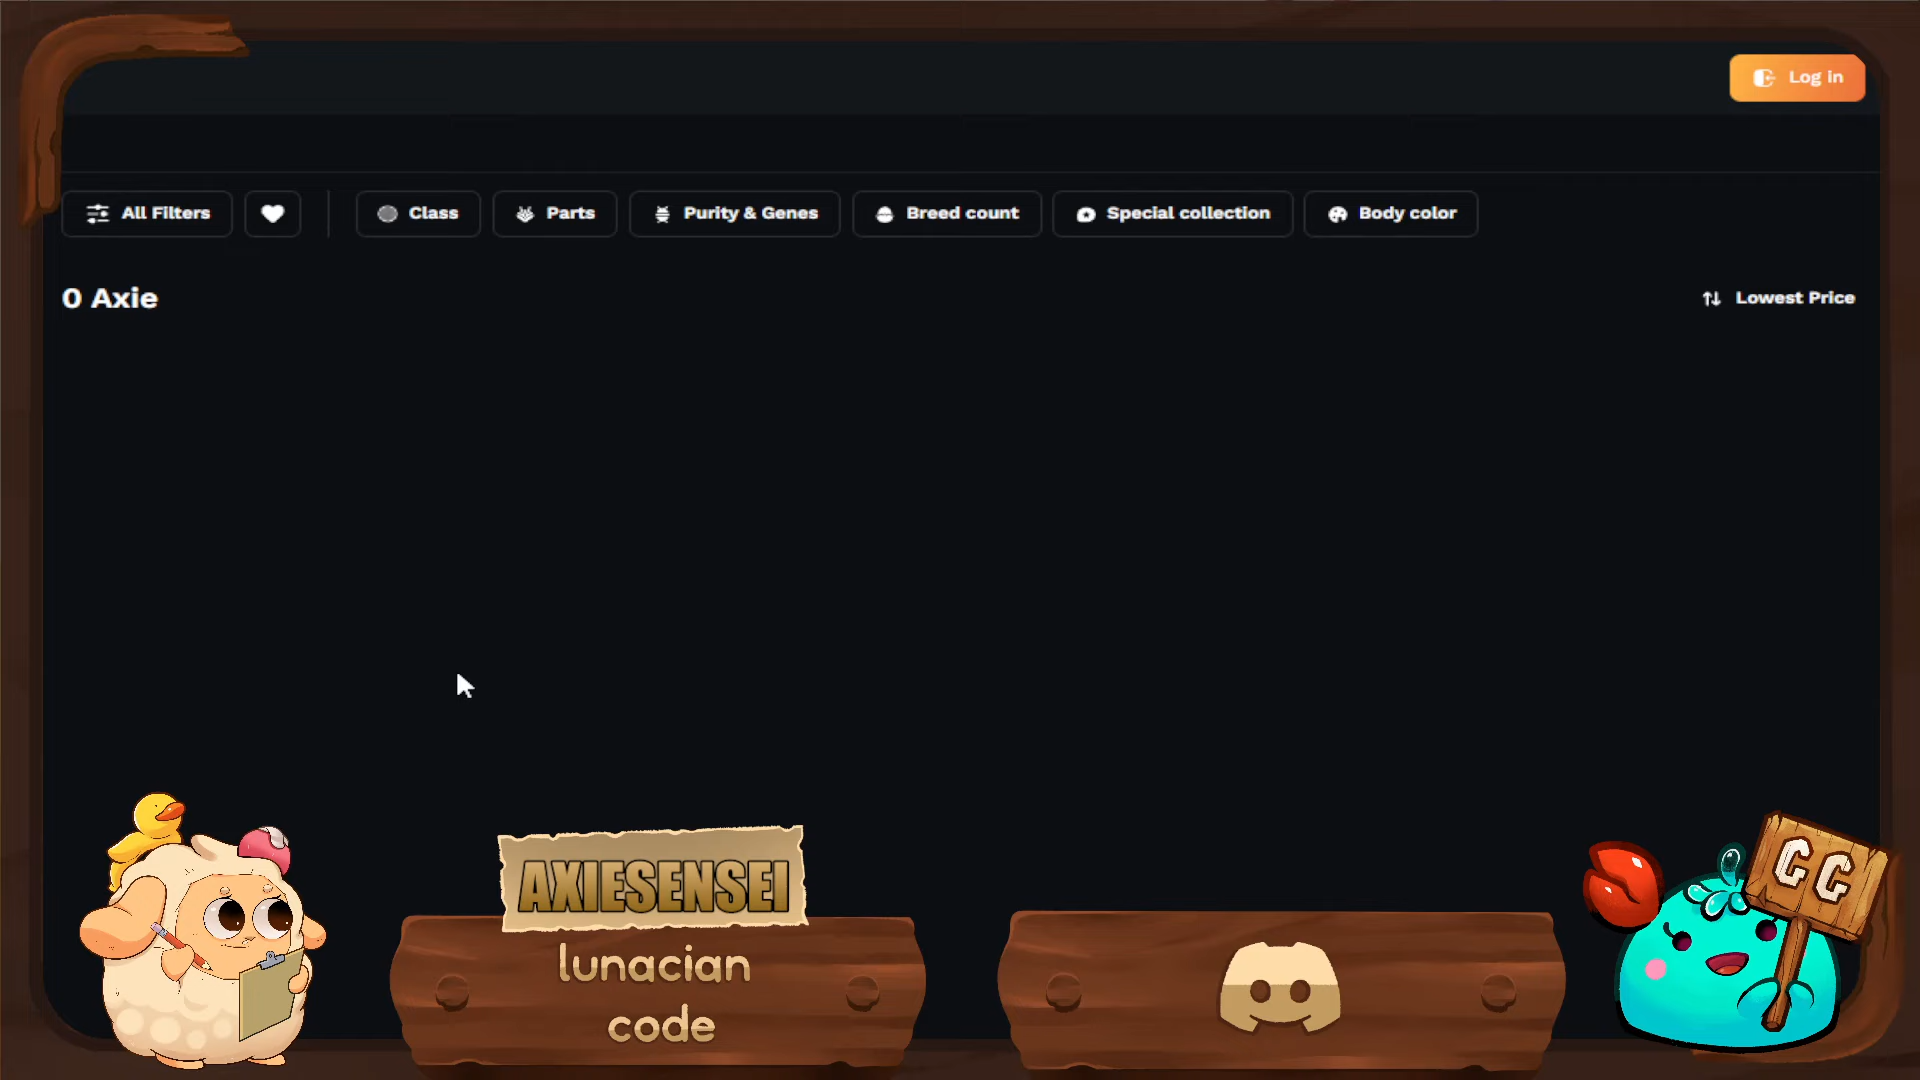 Log in
All Filters
Class
Parts
Purity & Genes
Breed count
Special collection
Body color
0 Axie
Lowest Price
CC
AXIESENSEI
lunacian
code